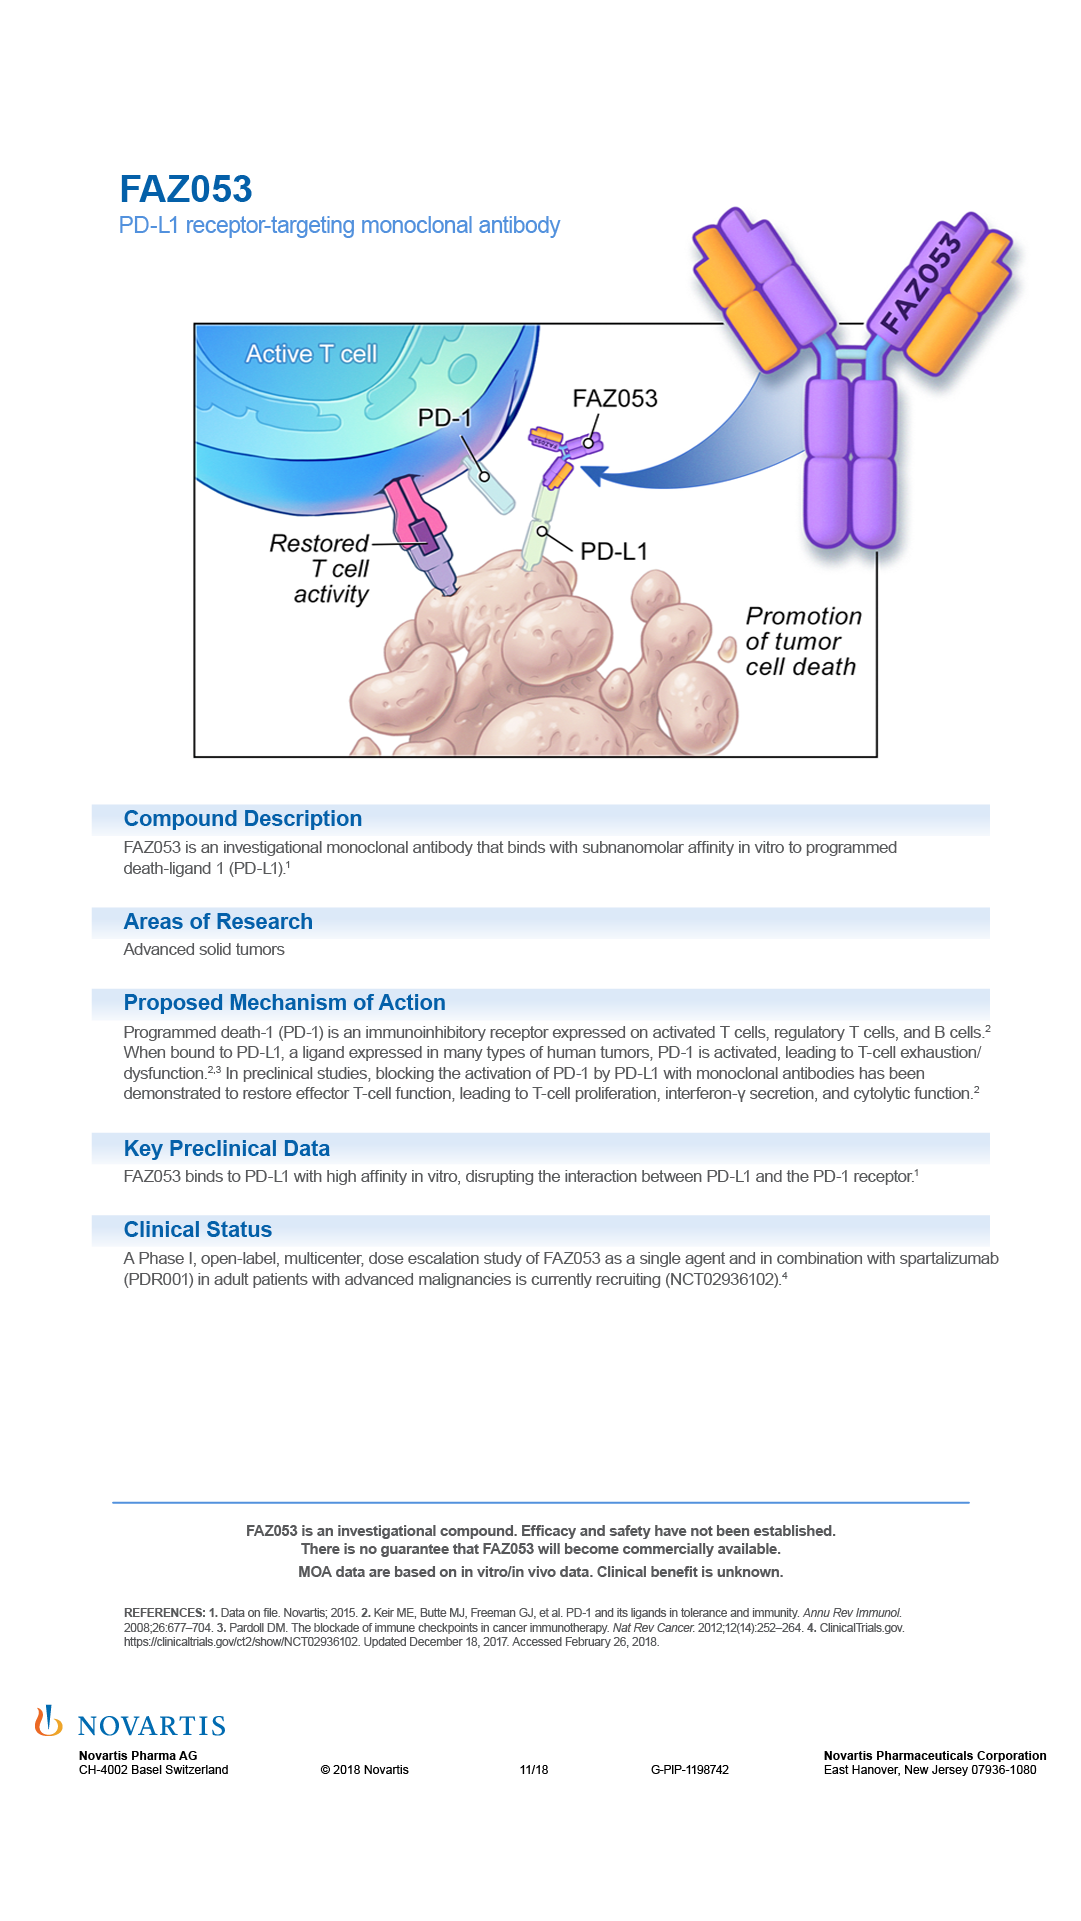 FAZ053
PD-L1 receptor-targeting monoclonal antibody
FAZ053
Active T cell
PD-1
FAZ053
FAZ053
PD-L1
Restored
T cell
activity
Promotion
of tumor
cell death
Compound Description
FAZ053 is an investigational monoclonal antibody that binds with subnanomolar affinity in vitro to programmed
death-ligand 1 (PD-L1).¹
Areas of Research
Advanced solid tumors
Proposed Mechanism of Action
Programmed death-1 (PD-1) is an immunoinhibitory receptor expressed on activated T cells, regulatory T cells, and B cells.²
When bound to PD-L1, a ligand expressed in many types of human tumors, PD-1 is activated, leading to T-cell exhaustion/
dysfunction.²,³ In preclinical studies, blocking the activation of PD-1 by PD-L1 with monoclonal antibodies has been
demonstrated to restore effector T-cell function, leading to T-cell proliferation, interferon-γ secretion, and cytolytic function.²
Key Preclinical Data
FAZ053 binds to PD-L1 with high affinity in vitro, disrupting the interaction between PD-L1 and the PD-1 receptor.¹
Clinical Status
A Phase I, open-label, multicenter, dose escalation study of FAZ053 as a single agent and in combination with spartalizumab
(PDR001) in adult patients with advanced malignancies is currently recruiting (NCT02936102).⁴
FAZ053 is an investigational compound. Efficacy and safety have not been established.
There is no guarantee that FAZ053 will become commercially available.
MOA data are based on in vitro/in vivo data. Clinical benefit is unknown.
REFERENCES: 1. Data on file. Novartis; 2015. 2. Keir ME, Butte MJ, Freeman GJ, et al. PD-1 and its ligands in tolerance and immunity. Annu Rev Immunol.
2008;26:677–704. 3. Pardoll DM. The blockade of immune checkpoints in cancer immunotherapy. Nat Rev Cancer. 2012;12(14):252–264. 4. ClinicalTrials.gov.
https://clinicaltrials.gov/ct2/show/NCT02936102. Updated December 18, 2017. Accessed February 26, 2018.
NOVARTIS
Novartis Pharma AG
CH-4002 Basel Switzerland
© 2018 Novartis
11/18
G-PIP-1198742
Novartis Pharmaceuticals Corporation
East Hanover, New Jersey 07936-1080